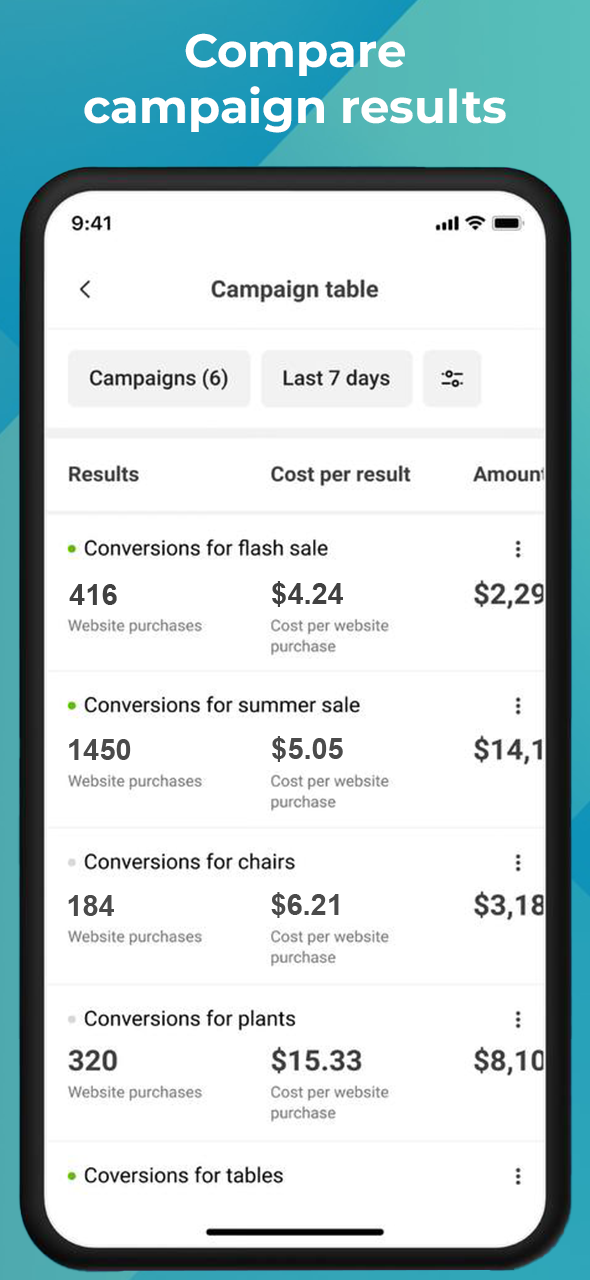 Compare
campaign results
9:41
Campaign table
Campaigns (6) Last 7 days
Results Cost per result Amount
Conversions for flash sale
416 $4.24 $2,29
Website purchases Cost per website
purchase
Conversions for summer sale
1450 $5.05 $14,1
Website purchases Cost per website
purchase
Conversions for chairs
184 $6.21 $3,18
Website purchases Cost per website
purchase
Conversions for plants
320 $15.33 $8,10
Website purchases Cost per website
purchase
Coversions for tables